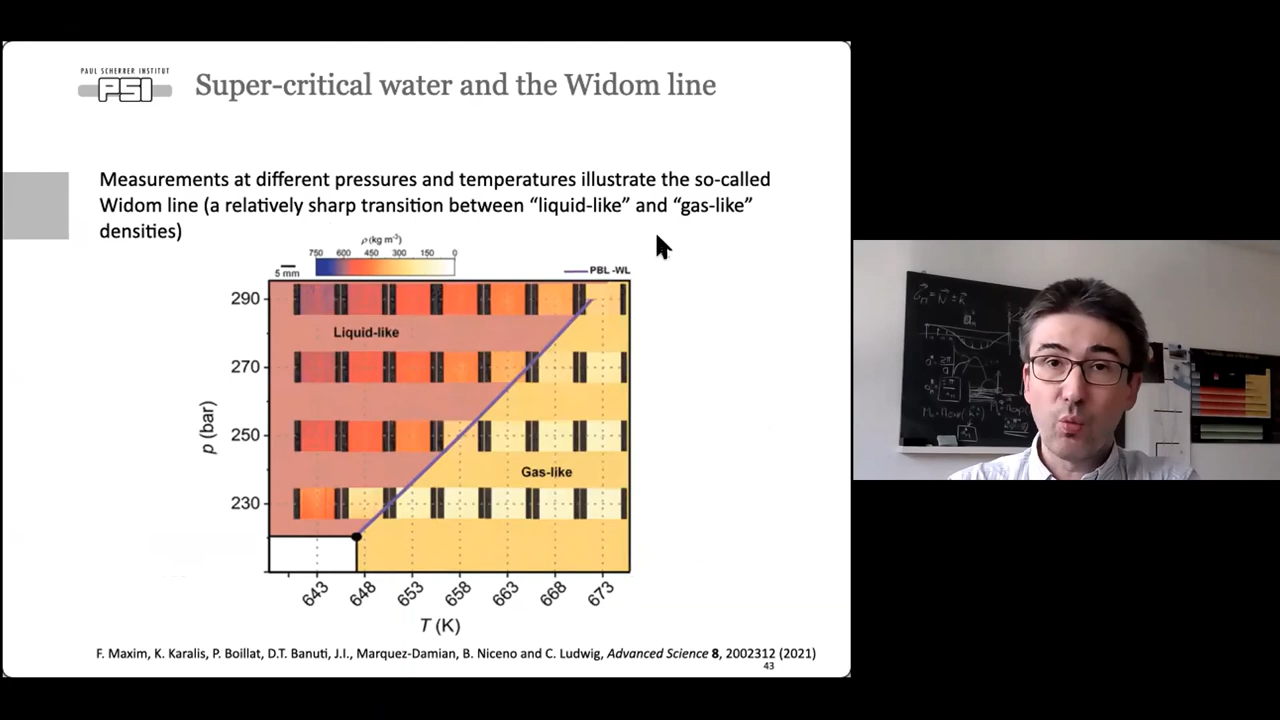 PAUL SCHERRER INSTITUT
PSI
Super-critical water and the Widom line
Measurements at different pressures and temperatures illustrate the so-called
Widom line (a relatively sharp transition between “liquid-like” and “gas-like”
densities)
ρ (kg m⁻³)
750 600 450 300 150 0
5 mm
PBL -WL
290
Liquid-like
270
p (bar)
250
Gas-like
230
643 648 653 658 663 668 673
T (K)
F. Maxim, K. Karalis, P. Boillat, D.T. Banuti, J.I., Marquez-Damian, B. Niceno and C. Ludwig, Advanced Science 8, 2002312 (2021)
43